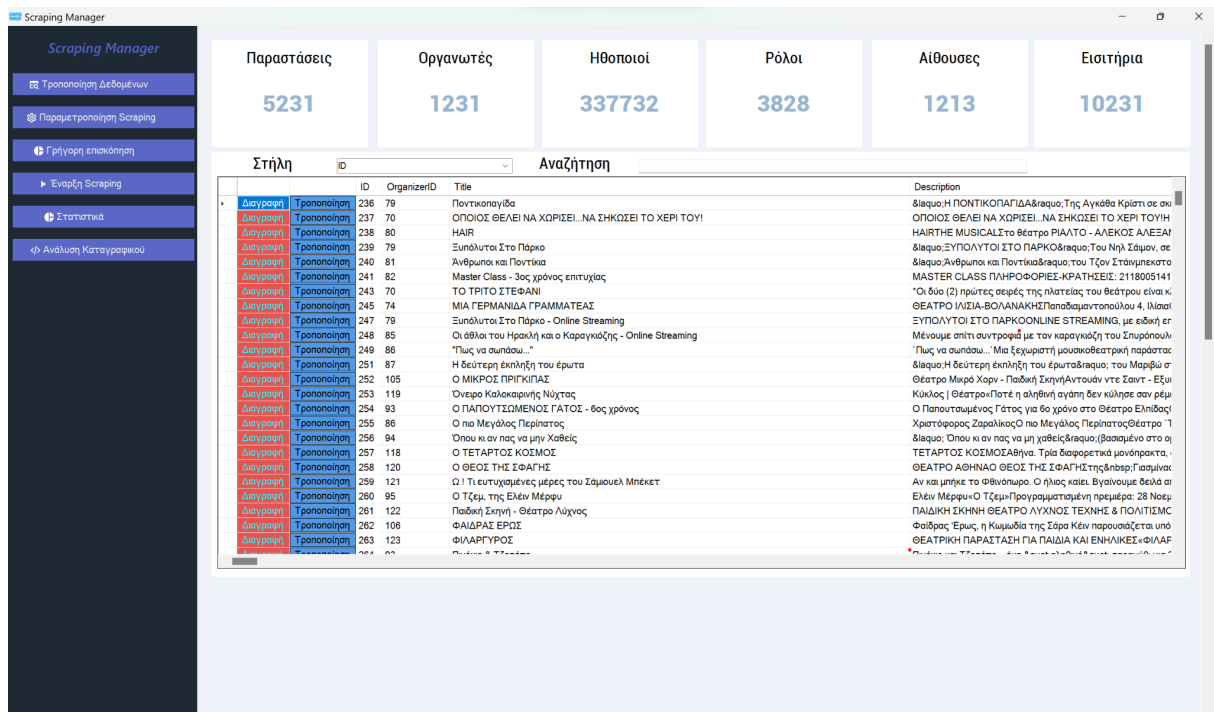 Scraping Manager
Scraping Manager
Τροποποίηση Δεδομένων
Παραμετροποίηση Scraping
Γρήγορη επισκόπηση
Έναρξη Scraping
Στατιστικά
Ανάλυση Καταγραφικού
Παραστάσεις Οργανωτές Ηθοποιοί Ρόλοι Αίθουσες Εισιτήρια
5231 1231 337732 3828 1213 10231
Στήλη ID Αναζήτηση
ID OrganizerID Title Description
Διαγραφή Τροποποίηση 236 79 Ποντικοπαγίδα &laquo;Η ΠΟΝΤΙΚΟΠΑΓΙΔΑ&raquo;Της Αγκάθα Κρίστι σε σκ
Διαγραφή Τροποποίηση 237 70 ΟΠΟΙΟΣ ΘΕΛΕΙ ΝΑ ΧΩΡΙΣΕΙ...ΝΑ ΣΗΚΩΣΕΙ ΤΟ ΧΕΡΙ ΤΟΥ! ΟΠΟΙΟΣ ΘΕΛΕΙ ΝΑ ΧΩΡΙΣΕΙ...ΝΑ ΣΗΚΩΣΕΙ ΤΟ ΧΕΡΙ ΤΟΥ!Η
Διαγραφή Τροποποίηση 238 80 HAIR HAIRTHE MUSICALΣτο θέατρο ΡΙΑΛΤΟ - ΑΛΕΚΟΣ ΑΛΕΞΑΝ
Διαγραφή Τροποποίηση 239 79 Ξυπόλυτοι Στο Πάρκο &laquo;ΞΥΠΟΛΥΤΟΙ ΣΤΟ ΠΑΡΚΟ&raquo;Του Νηλ Σάιμον, σε
Διαγραφή Τροποποίηση 240 81 Άνθρωποι και Ποντίκια &laquo;Άνθρωποι και Ποντίκια&raquo;του Τζον Στάινμπεκστο
Διαγραφή Τροποποίηση 241 82 Master Class - 3ος χρόνος επιτυχίας MASTER CLASS ΠΛΗΡΟΦΟΡΙΕΣ-ΚΡΑΤΗΣΕΙΣ: 2118005141
Διαγραφή Τροποποίηση 243 70 ΤΟ ΤΡΙΤΟ ΣΤΕΦΑΝΙ *Οι δύο (2) πρώτες σειρές της πλατείας του θεάτρου είναι κ
Διαγραφή Τροποποίηση 245 74 ΜΙΑ ΓΕΡΜΑΝΙΔΑ ΓΡΑΜΜΑΤΕΑΣ ΘΕΑΤΡΟ ΙΛΙΣΙΑ-ΒΟΛΑΝΑΚΗΣΠαπαδιαμαντοπούλου 4, Ιλίσια
Διαγραφή Τροποποίηση 247 79 Ξυπόλυτοι Στο Πάρκο - Online Streaming ΞΥΠΟΛΥΤΟΙ ΣΤΟ ΠΑΡΚΟONLINE STREAMING, με ειδική επ
Διαγραφή Τροποποίηση 248 85 Οι άθλοι του Ηρακλή και ο Καραγκιόζης - Online Streaming Μένουμε σπίτι συντροφιά με τον καραγκιόζη του Σπυρόπουλ
Διαγραφή Τροποποίηση 249 86 "Πως να σωπάσω..." `Πως να σωπάσω...`Μια ξεχωριστή μουσικοθεατρική παράστασ
Διαγραφή Τροποποίηση 251 87 Η δεύτερη έκπληξη του έρωτα &laquo;Η δεύτερη έκπληξη του έρωτα&raquo; του Μαριβώ σ
Διαγραφή Τροποποίηση 252 105 Ο ΜΙΚΡΟΣ ΠΡΙΓΚΙΠΑΣ Θέατρο Μικρό Χορν - Παιδική ΣκηνήΑντουάν ντε Σαιντ - Εξυ
Διαγραφή Τροποποίηση 253 119 Όνειρο Καλοκαιρινής Νύχτας Κύκλος | Θέατρο«Ποτέ η αληθινή αγάπη δεν κύλησε σαν ρέμ
Διαγραφή Τροποποίηση 254 93 Ο ΠΑΠΟΥΤΣΩΜΕΝΟΣ ΓΑΤΟΣ - 6ος χρόνος Ο Παπουτσωμένος Γάτος για 6ο χρόνο στο Θέατρο Ελπίδας
Διαγραφή Τροποποίηση 255 86 Ο πιο Μεγάλος Περίπατος Χριστόφορος ΖαραλίκοςΟ πιο Μεγάλος ΠερίπατοςΘέατρο `Τ
Διαγραφή Τροποποίηση 256 94 Όπου κι αν πας να μην Χαθείς &laquo; Όπου κι αν πας να μη χαθείς&raquo;(βασισμένο στο ο
Διαγραφή Τροποποίηση 257 118 Ο ΤΕΤΑΡΤΟΣ ΚΟΣΜΟΣ ΤΕΤΑΡΤΟΣ ΚΟΣΜΟΣΑθήνα. Τρία διαφορετικά μονόπρακτα,
Διαγραφή Τροποποίηση 258 120 Ο ΘΕΟΣ ΤΗΣ ΣΦΑΓΗΣ ΘΕΑΤΡΟ ΑΘΗΝΑΟ ΘΕΟΣ ΤΗΣ ΣΦΑΓΗΣτης&nbsp;Γιασμίνας
Διαγραφή Τροποποίηση 259 121 Ω ! Τι ευτυχισμένες μέρες του Σάμιουελ Μπέκετ Αν και μπήκε το Φθινόπωρο. Ο ήλιος καίει. Βγαίνουμε δειλά α
Διαγραφή Τροποποίηση 260 95 Ο Τζεμ, της Ελέιν Μέρφυ Ελέιν Μέρφυ«Ο Τζεμ»Προγραμματισμένη πρεμιέρα: 28 Νοεμ
Διαγραφή Τροποποίηση 261 122 Παιδική Σκηνή - Θέατρο Λύχνος ΠΑΙΔΙΚΗ ΣΚΗΝΗ ΘΕΑΤΡΟ ΛΥΧΝΟΣ ΤΕΧΝΗΣ & ΠΟΛΙΤΙΣΜΟ
Διαγραφή Τροποποίηση 262 106 ΦΑΙΔΡΑΣ ΕΡΩΣ Φαίδρας Έρως, η Κωμωδία της Σάρα Κέιν παρουσιάζεται υπό
Διαγραφή Τροποποίηση 263 123 ΦΙΛΑΡΓΥΡΟΣ ΘΕΑΤΡΙΚΗ ΠΑΡΑΣΤΑΣΗ ΓΙΑ ΠΑΙΔΙΑ ΚΑΙ ΕΝΗΛΙΚΕΣ«ΦΙΛΑΡ